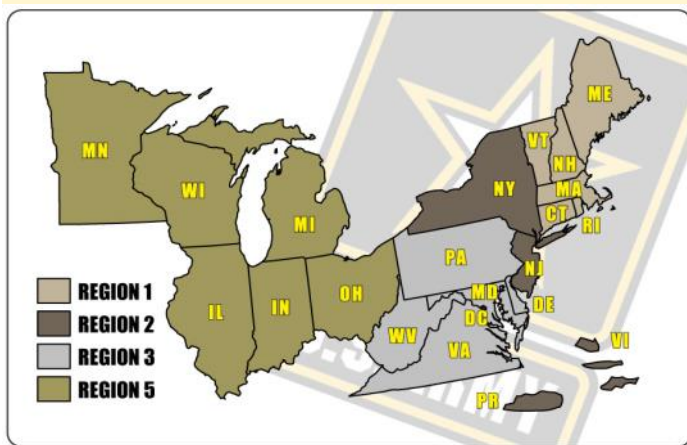 ME
VT
NH
MN
NY
MA
WI
CT
RI
MI
PA
NJ
OH
MD
DE
IL
IN
DC
WV
VA
VI
PR
REGION 1
REGION 2
REGION 3
REGION 5
.S.ARMY